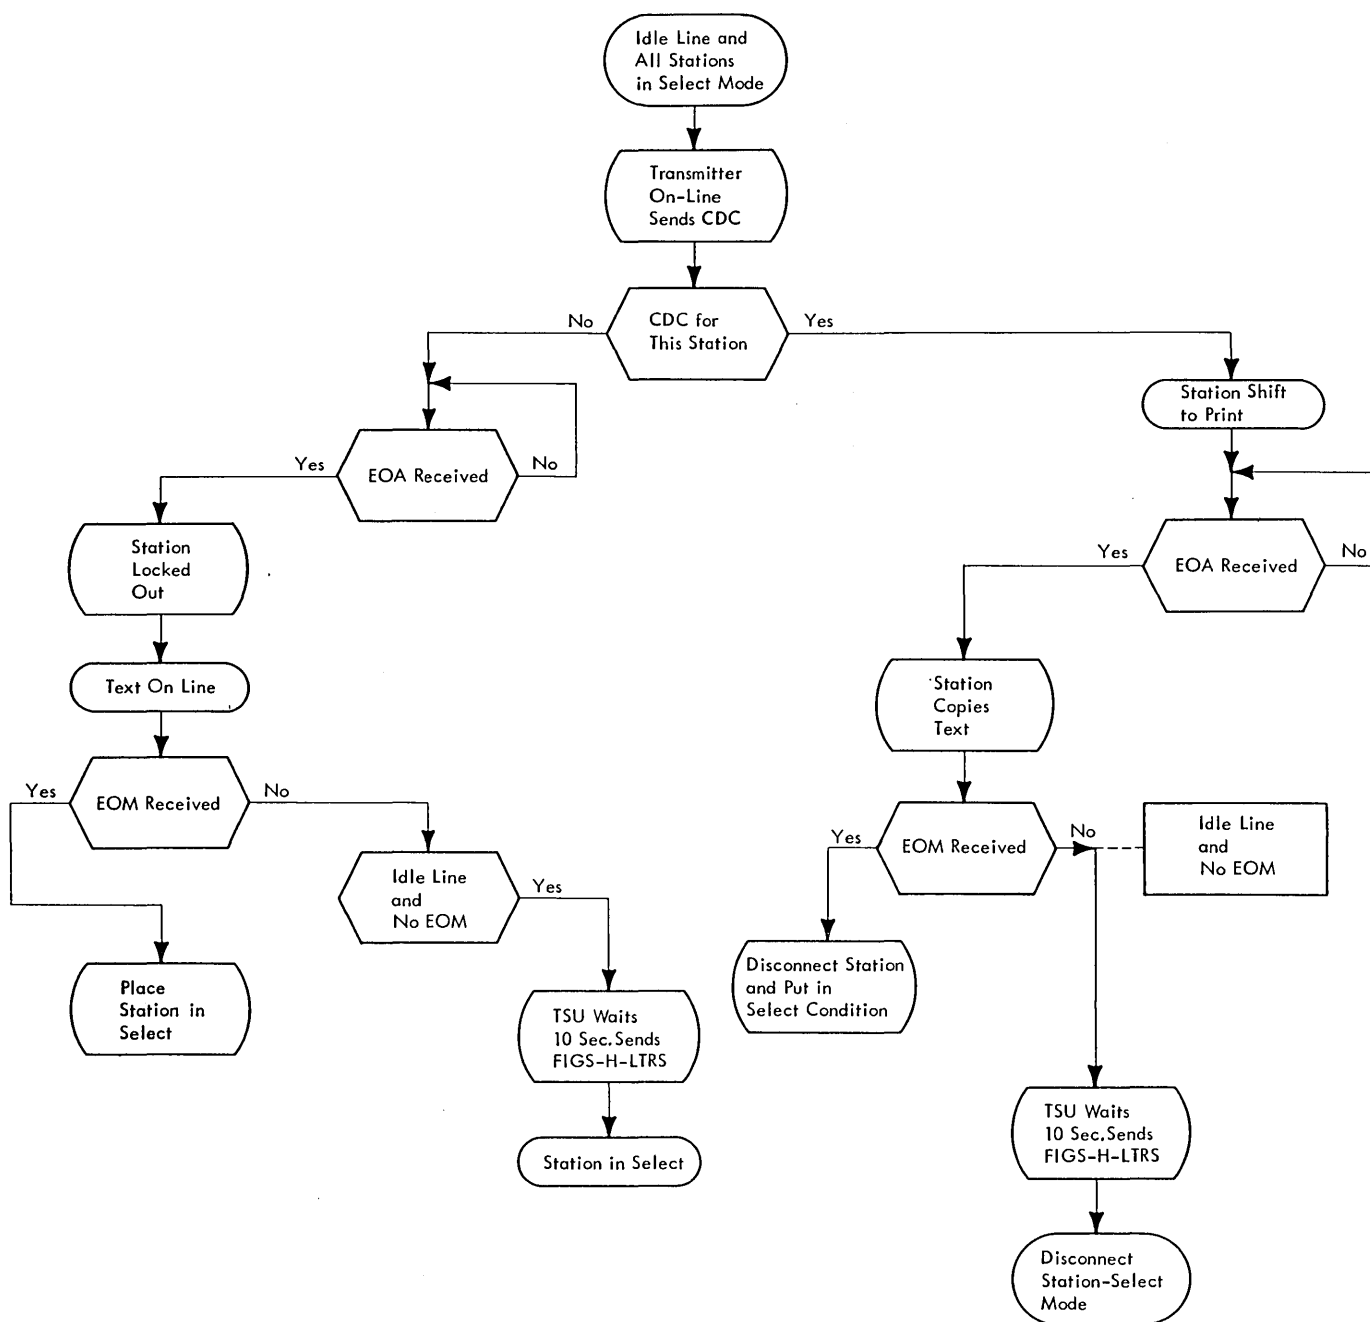 Idle Line and
All Stations
in Select Mode
Transmitter
On-Line
Sends CDC
No
CDC for
This Station
Yes
Station Shift
to Print
Yes
EOA Received
No
Yes
EOA Received
No
Station
Locked
Out
Text On Line
Station
Copies
Text
Yes
EOM Received
No
Yes
EOM Received
No
Idle Line
and
No EOM
Idle Line
and
No EOM
Yes
Place
Station in
Select
Disconnect Station
and Put in
Select Condition
TSU Waits
10 Sec.Sends
FIGS-H-LTRS
Station in Select
TSU Waits
10 Sec.Sends
FIGS-H-LTRS
Disconnect
Station-Select
Mode